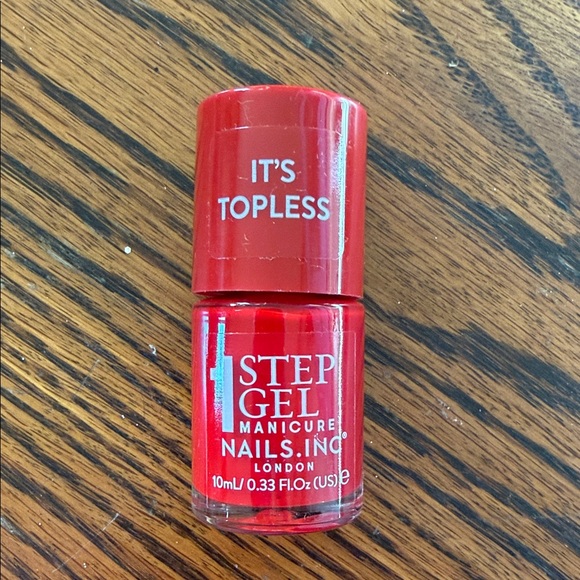 IT'S
TOPLESS
1 STEP
GEL
MANICURE
NAILS.INC®
LONDON
10mL/ 0.33 Fl.Oz (US) ℮